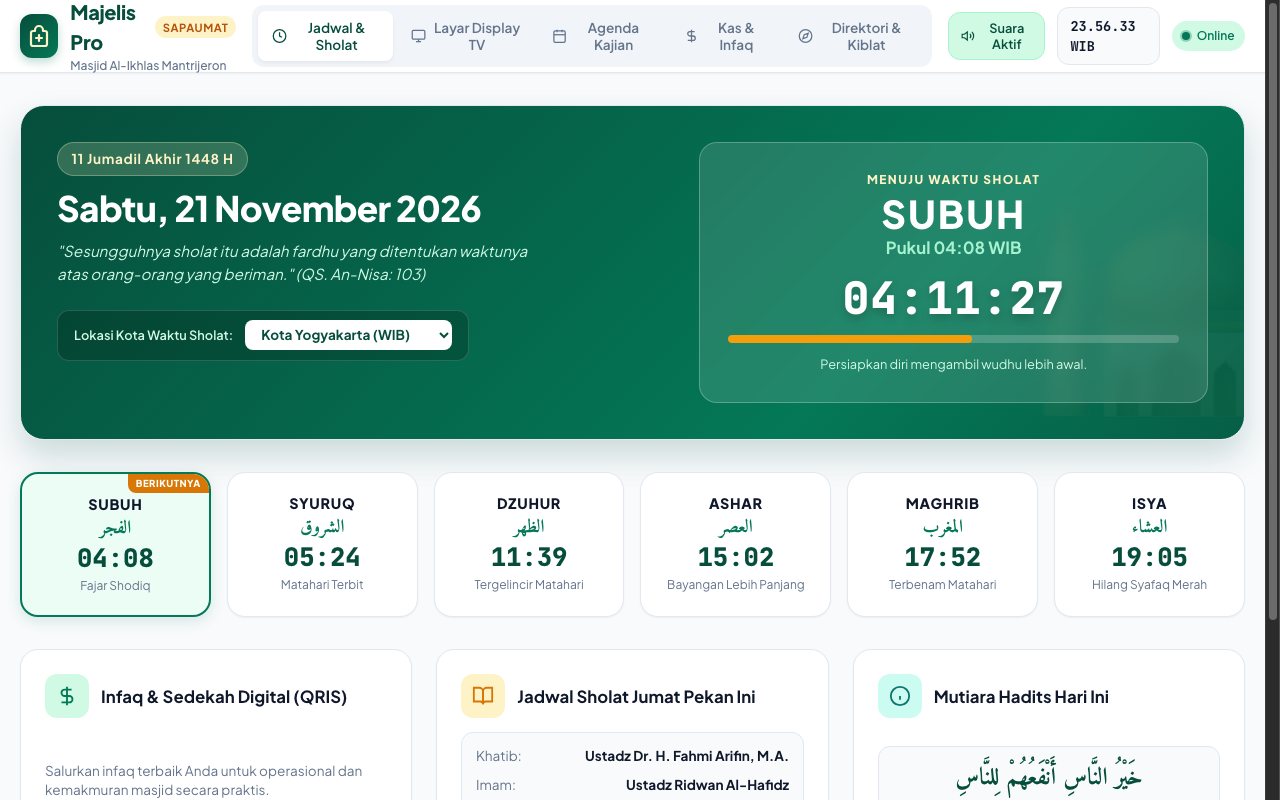 Majelis Pro
SAPAUMAT
Masjid Al-Ikhlas Mantrijeron
Jadwal & Sholat
Layar Display TV
Agenda Kajian
Kas & Infaq
Direktori & Kiblat
Suara Aktif
23.56.33 WIB
Online
11 Jumadil Akhir 1448 H
Sabtu, 21 November 2026
"Sesungguhnya sholat itu adalah fardhu yang ditentukan waktunya
atas orang-orang yang beriman." (QS. An-Nisa: 103)
Lokasi Kota Waktu Sholat:
Kota Yogyakarta (WIB)
MENUJU WAKTU SHOLAT
SUBUH
Pukul 04:08 WIB
04:11:27
Persiapkan diri mengambil wudhu lebih awal.
BERIKUTNYA
SUBUH
الفجر
04:08
Fajar Shodiq
SYURUQ
الشروق
05:24
Matahari Terbit
DZUHUR
الظهر
11:39
Tergelincir Matahari
ASHAR
العصر
15:02
Bayangan Lebih Panjang
MAGHRIB
المغرب
17:52
Terbenam Matahari
ISYA
العشاء
19:05
Hilang Syafaq Merah
Infaq & Sedekah Digital (QRIS)
Salurkan infaq terbaik Anda untuk operasional dan
kemakmuran masjid secara praktis.
Jadwal Sholat Jumat Pekan Ini
Khatib: Ustadz Dr. H. Fahmi Arifin, M.A.
Imam: Ustadz Ridwan Al-Hafidz
Mutiara Hadits Hari Ini
خَيْرُ النَّاسِ أَنْفَعُهُمْ لِلنَّاسِ